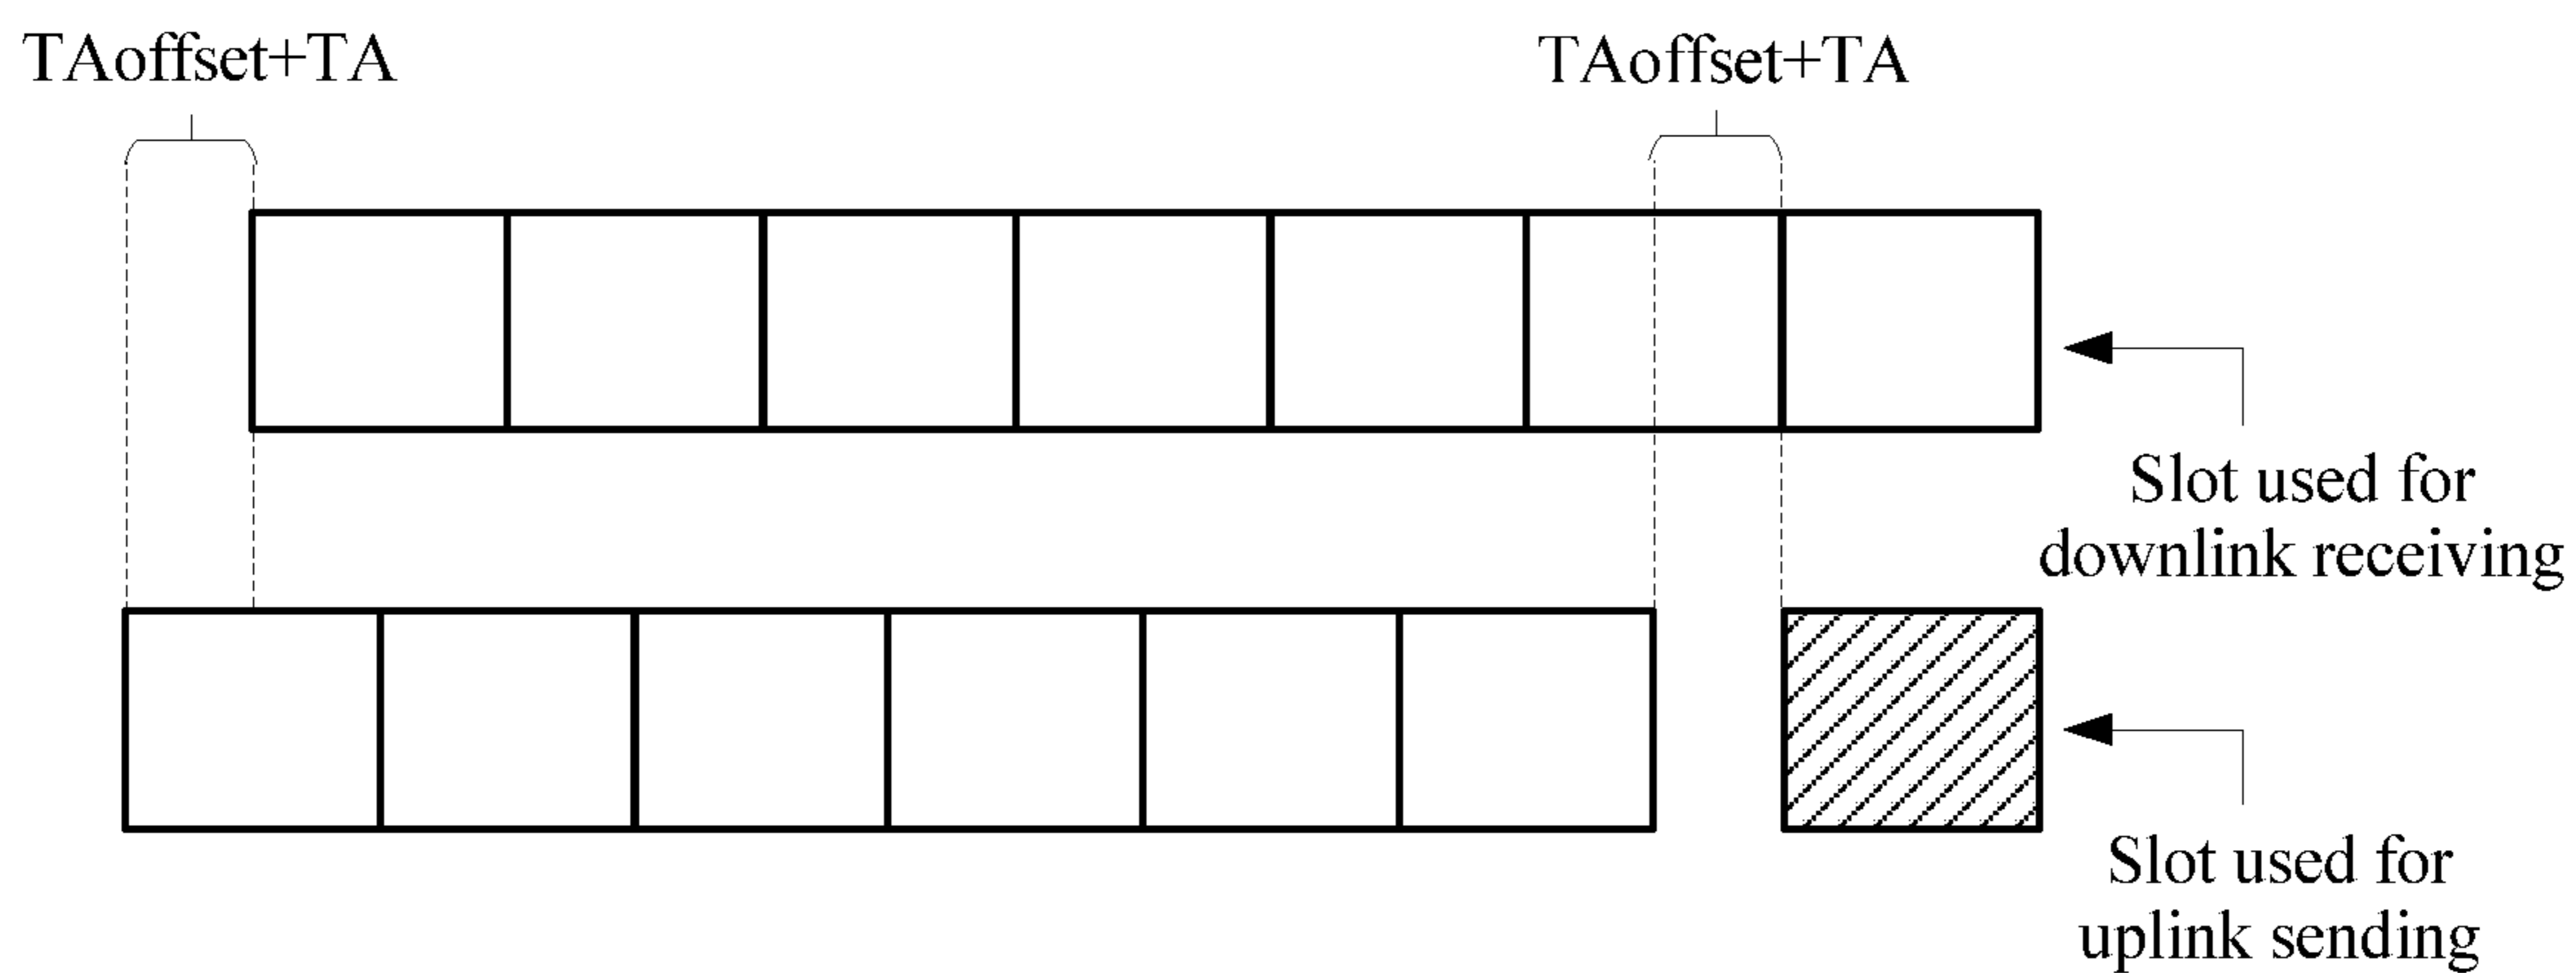 TAoffset+TA
TAoffset+TA
Slot used for
downlink receiving
Slot used for
uplink sending